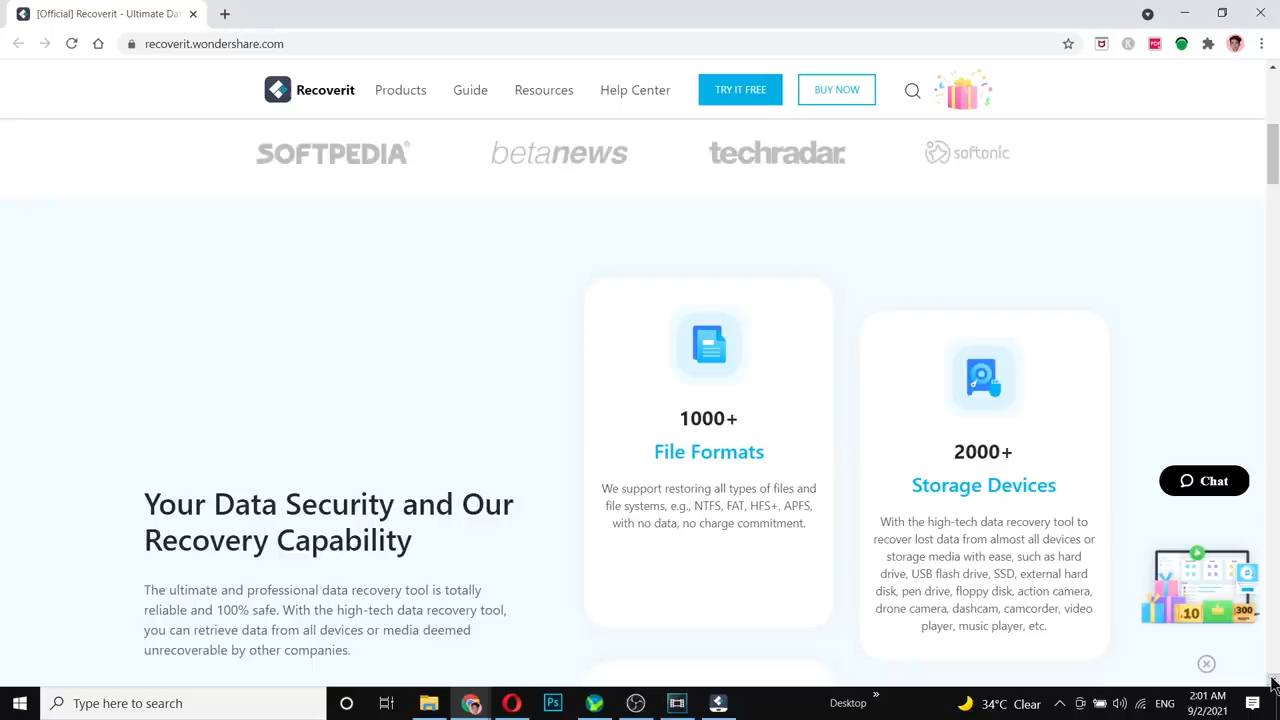 [Official] Recoverit - Ultimate Da
recoverit.wondershare.com
Recoverit
Products
Guide
Resources
Help Center
TRY IT FREE
BUY NOW
SOFTPEDIA®
betanews
techradar.
softonic
1000+
File Formats
We support restoring all types of files and
file systems, e.g., NTFS, FAT, HFS+, APFS,
with no data, no charge commitment.
2000+
Storage Devices
With the high-tech data recovery tool to
recover lost data from almost all devices or
storage media with ease, such as hard
drive, USB flash drive, SSD, external hard
disk, pen drive, floppy disk, action camera,
drone camera, dashcam, camcorder, video
player, music player, etc.
Your Data Security and Our
Recovery Capability
The ultimate and professional data recovery tool is totally
reliable and 100% safe. With the high-tech data recovery tool,
you can retrieve data from all devices or media deemed
unrecoverable by other companies.
Chat
10
300
Type here to search
Ps
Desktop
34°C Clear
ENG
2:01 AM
9/2/2021